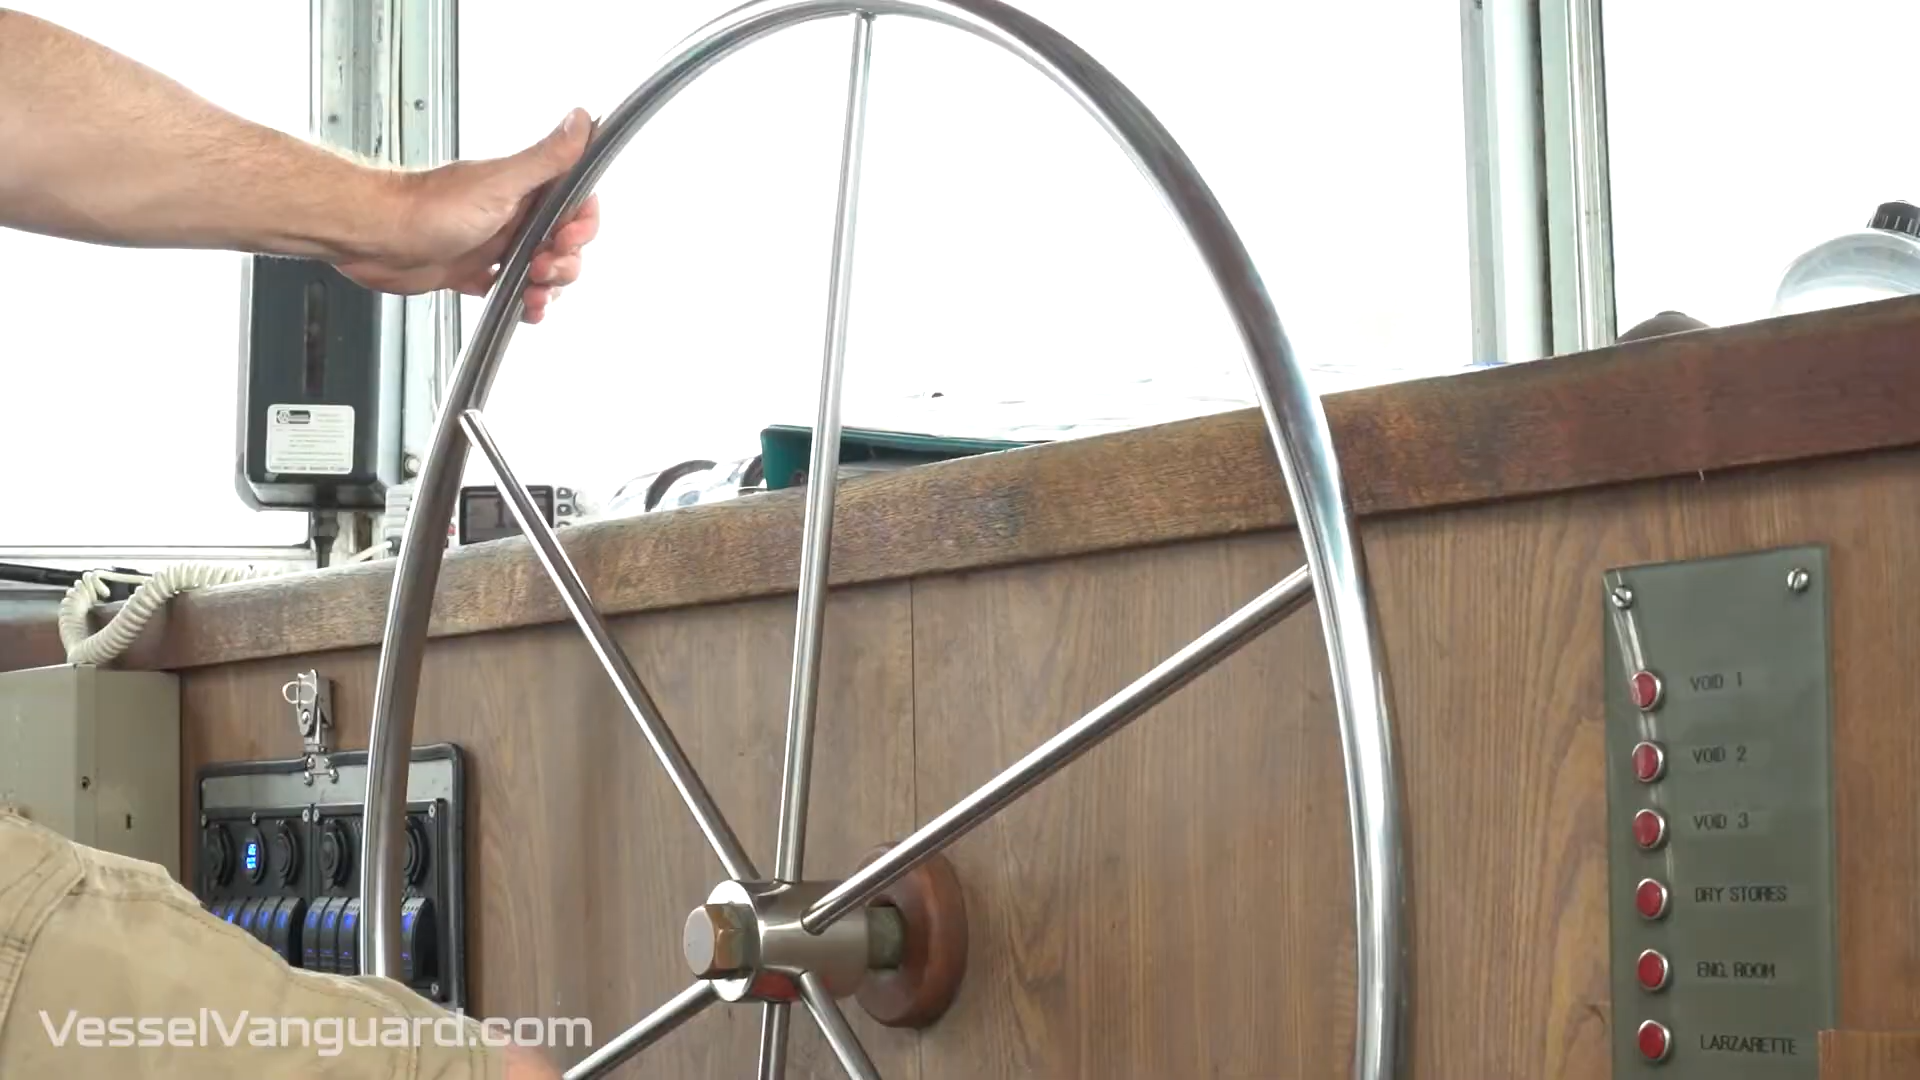 VOID 1
VOID 2
VOID 3
DRY STORES
ENG. ROOM
LARZARETTE
VesselVanguard.com